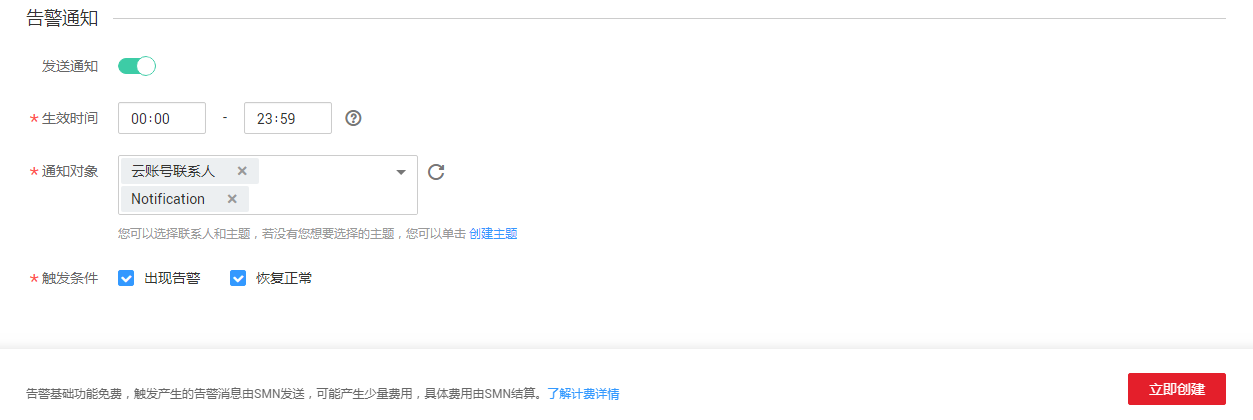 告警通知
发送通知
* 生效时间 00:00 - 23:59
* 通知对象 云账号联系人
Notification
您可以选择联系人和主题，若没有您想要选择的主题，您可以单击 创建主题
* 触发条件 出现告警 恢复正常
告警基础功能免费，触发产生的告警消息由SMN发送，可能产生少量费用，具体费用由SMN结算。了解计费详情 立即创建